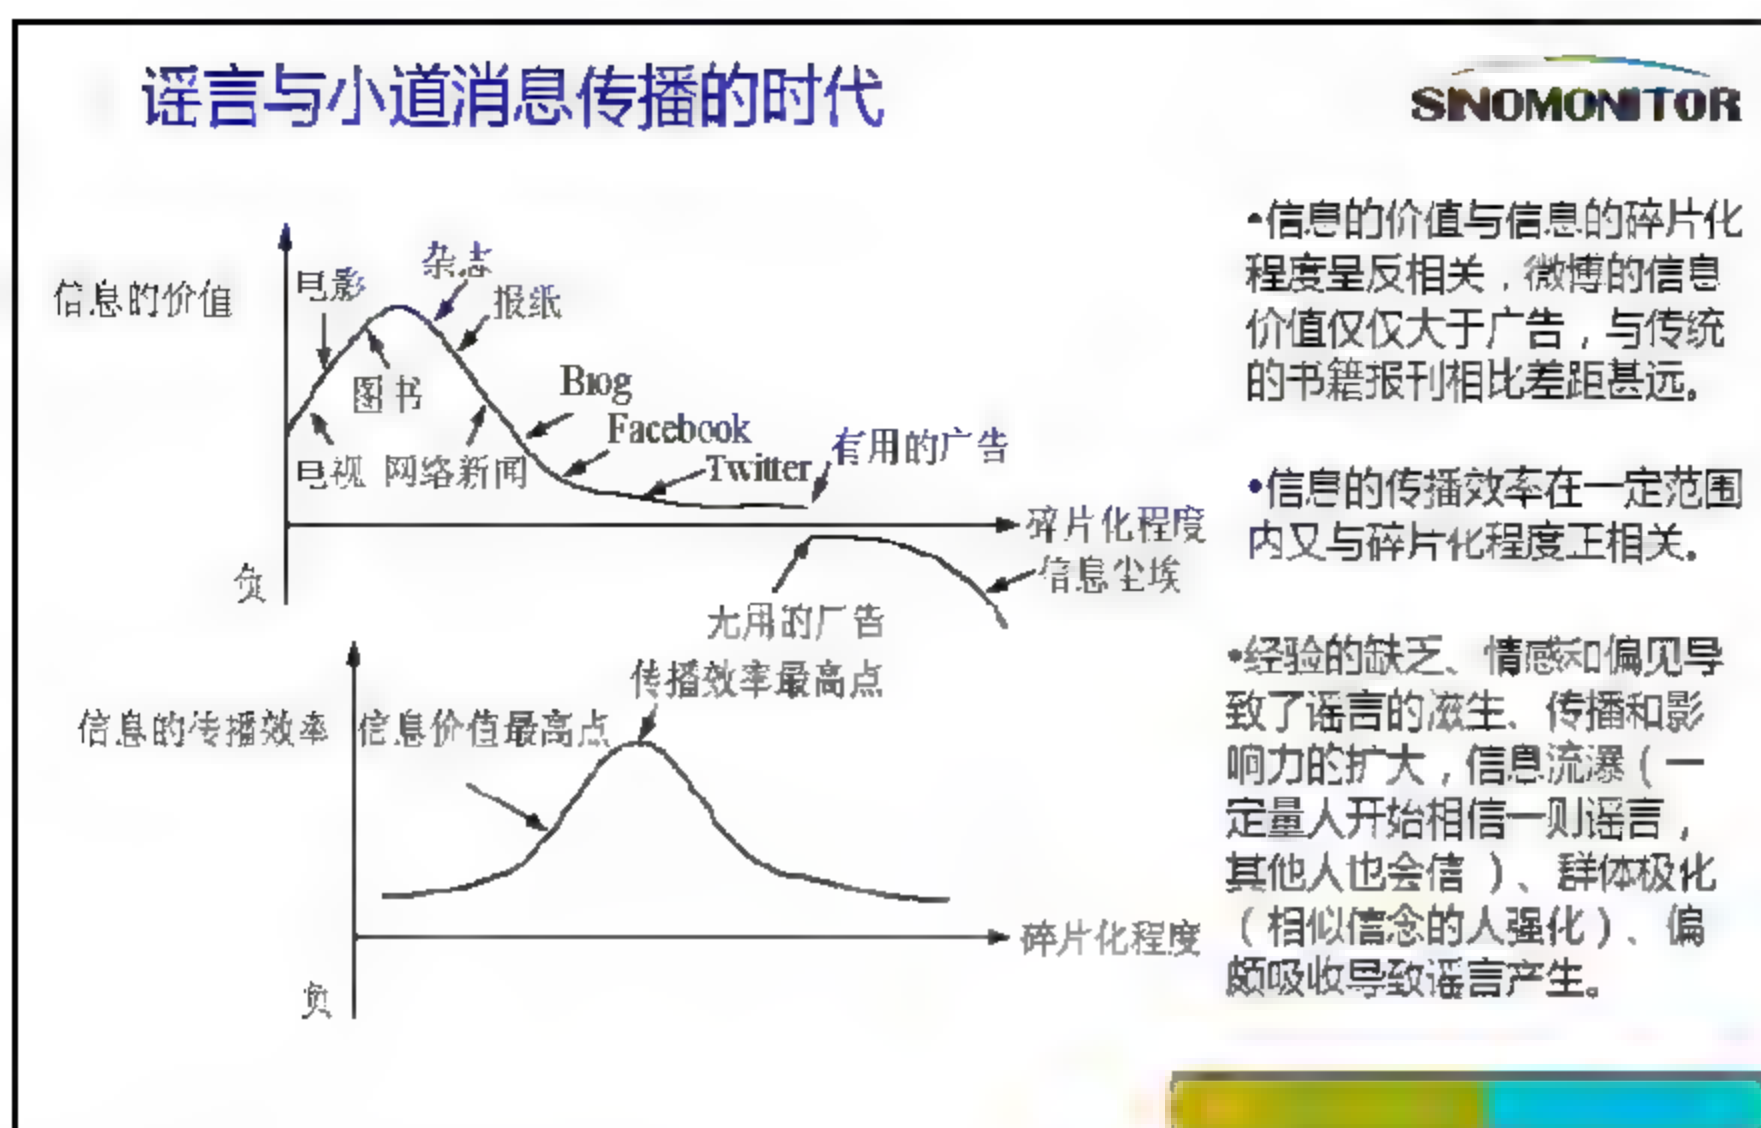 谣言与小道消息传播的时代
SINOMONITOR
信息的价值
电影
杂志
报纸
图书
Blog
Facebook
电视
网络新闻
Twitter
有用的广告
碎片化程度
信息尘埃
负
无用的广告
传播效率最高点
信息的传播效率
信息价值最高点
碎片化程度
负
•信息的价值与信息的碎片化
程度呈反相关，微博的信息
价值仅仅大于广告，与传统
的书籍报刊相比差距甚远。
•信息的传播效率在一定范围
内又与碎片化程度正相关。
•经验的缺乏、情感和偏见导
致了谣言的滋生、传播和影
响力的扩大，信息流瀑（一
定量人开始相信一则谣言，
其他人也会信 ）、群体极化
（相似信念的人强化）、偏
颇吸收导致谣言产生。